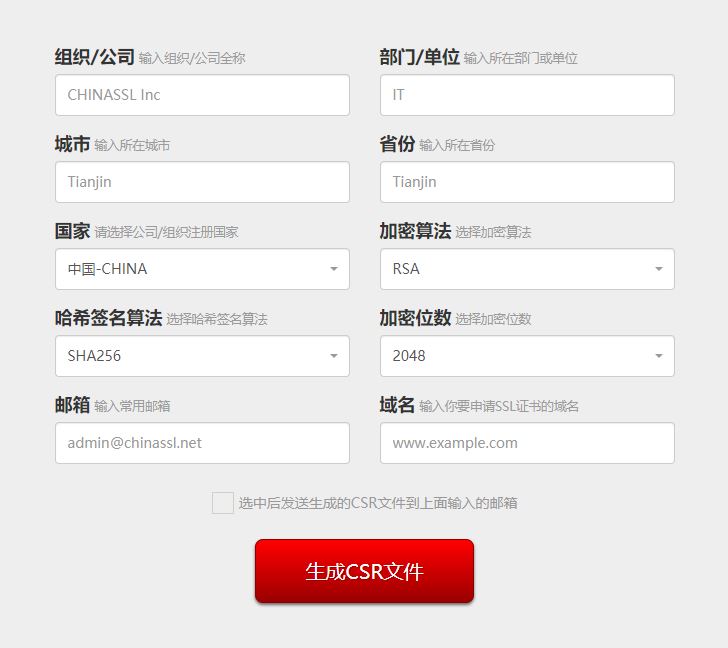 组织/公司 输入组织/公司全称
部门/单位 输入所在部门或单位
CHINASSL Inc
IT
城市 输入所在城市
省份 输入所在省份
Tianjin
Tianjin
国家 请选择公司/组织注册国家
加密算法 选择加密算法
中国-CHINA
RSA
哈希签名算法 选择哈希签名算法
加密位数 选择加密位数
SHA256
2048
邮箱 输入常用邮箱
域名 输入你要申请SSL证书的域名
admin@chinassl.net
www.example.com
选中后发送生成的CSR文件到上面输入的邮箱
生成CSR文件